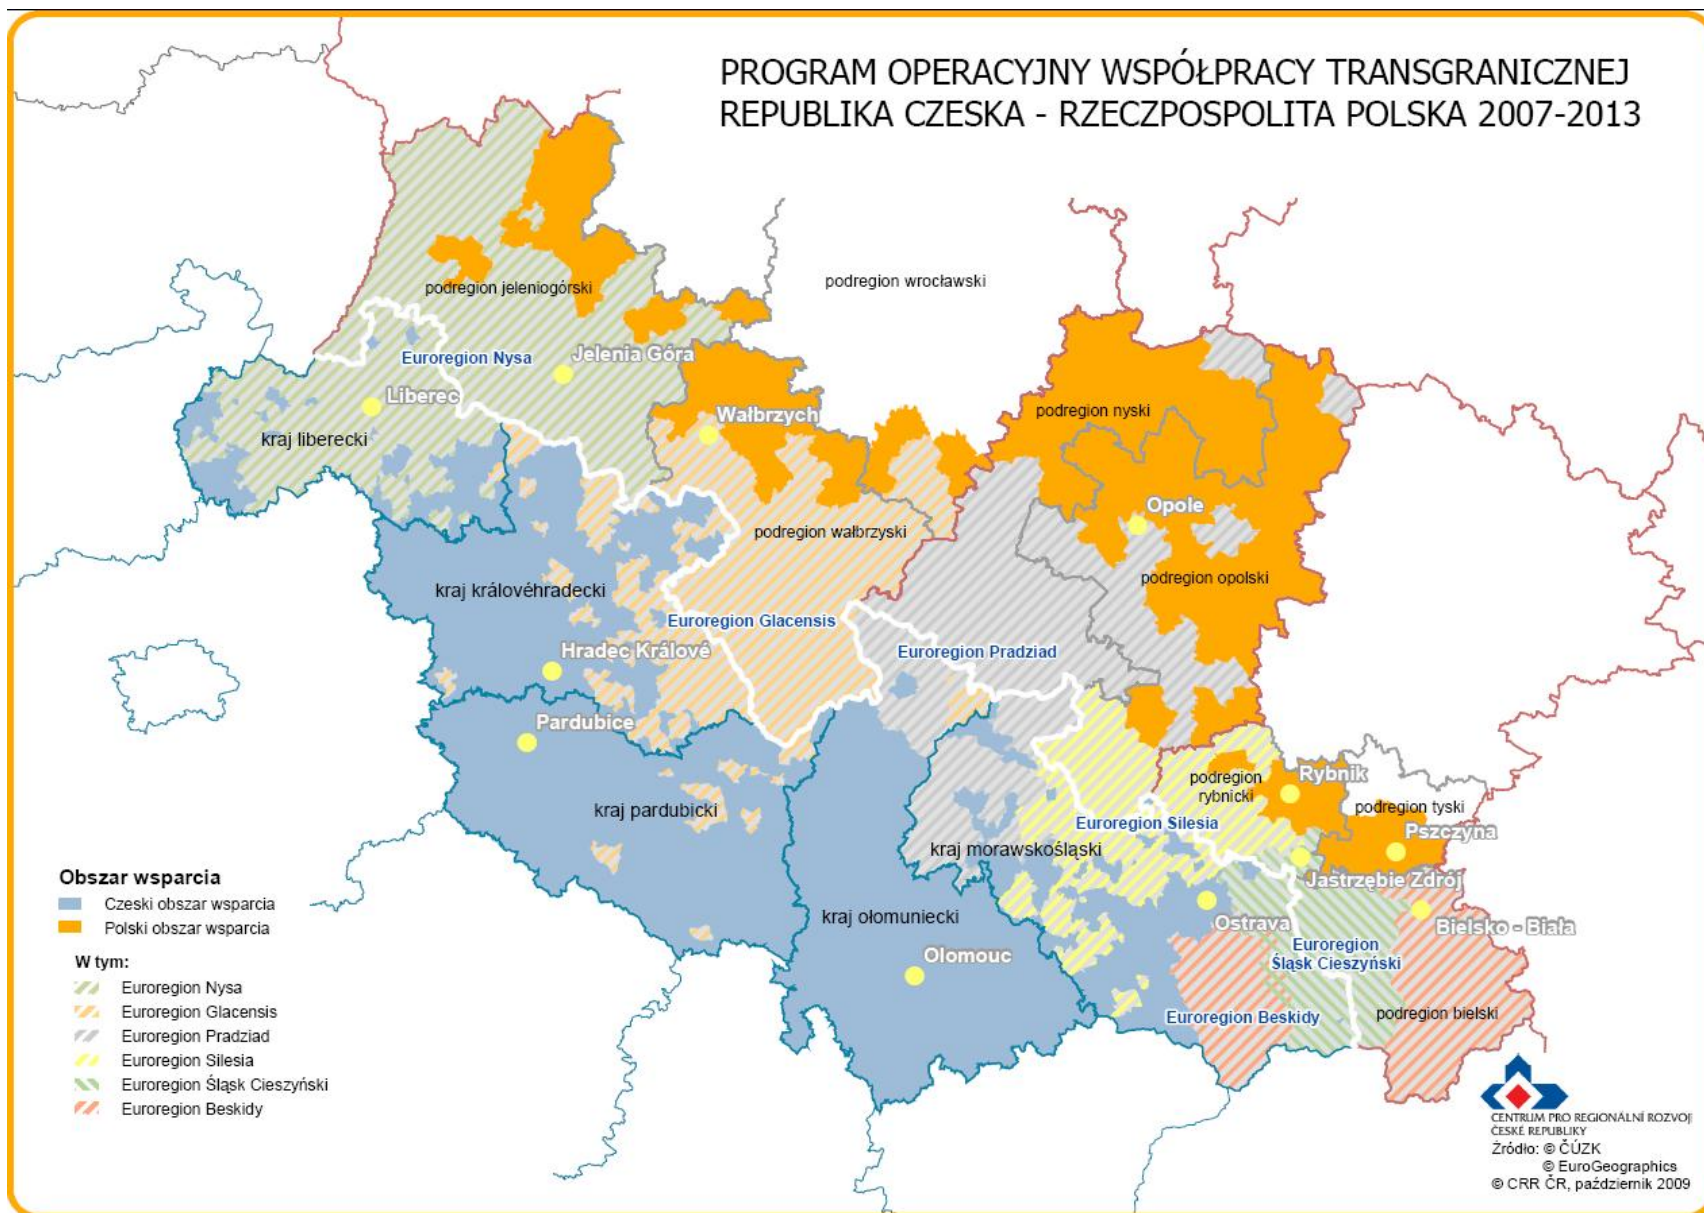 PROGRAM OPERACYJNY WSPÓŁPRACY TRANSGRANICZNEJ
REPUBLIKA CZESKA - RZECZPOSPOLITA POLSKA 2007-2013
podregion wrocławski
podregion jeleniogórski
Euroregion Nysa
Jelenia Góra
Liberec
kraj liberecki
Wałbrzych
podregion nyski
Opole
podregion wałbrzyski
podregion opolski
kraj královéhradecki
Euroregion Glacensis
Euroregion Pradziad
Hradec Králové
Pardubice
kraj pardubicki
podregion
rybnicki
Rybnik
podregion tyski
Euroregion Silesia
Pszczyna
kraj morawskośląski
Jastrzębie Zdrój
kraj ołomuniecki
Ostrava
Bielsko - Biała
Olomouc
Euroregion
Śląsk Cieszyński
Euroregion Beskidy
podregion bielski
Obszar wsparcia
Czeski obszar wsparcia
Polski obszar wsparcia
W tym:
Euroregion Nysa
Euroregion Glacensis
Euroregion Pradziad
Euroregion Silesia
Euroregion Śląsk Cieszyński
Euroregion Beskidy
CENTRUM PRO REGIONÁLNÍ ROZVOJ
ČESKÉ REPUBLIKY
Źródło: © ČÚZK
© EuroGeographics
© CRR ČR, październik 2009